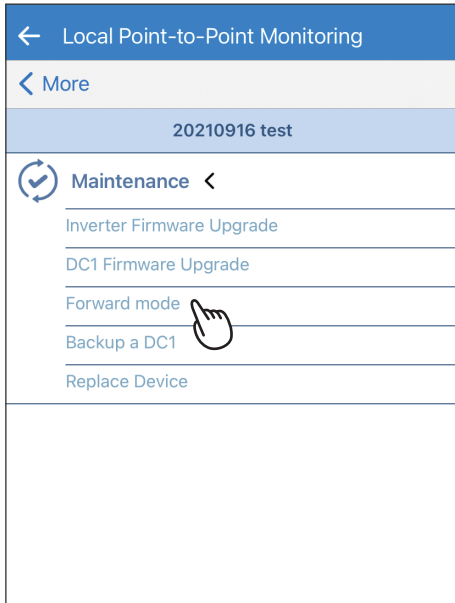 Local Point-to-Point Monitoring
More
20210916 test
Maintenance
Inverter Firmware Upgrade
DC1 Firmware Upgrade
Forward mode
Backup a DC1
Replace Device